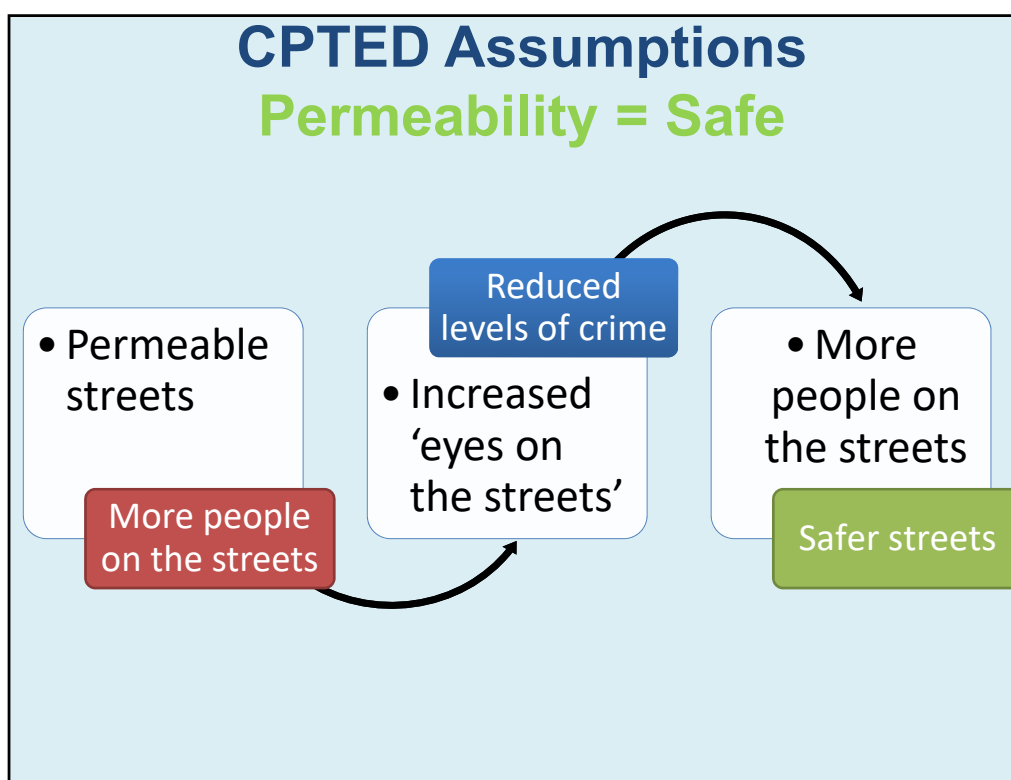 CPTED Assumptions
Permeability = Safe
• Permeable
streets
More people
on the streets
Reduced
levels of crime
• Increased
‘eyes on
the streets’
• More
people on
the streets
Safer streets